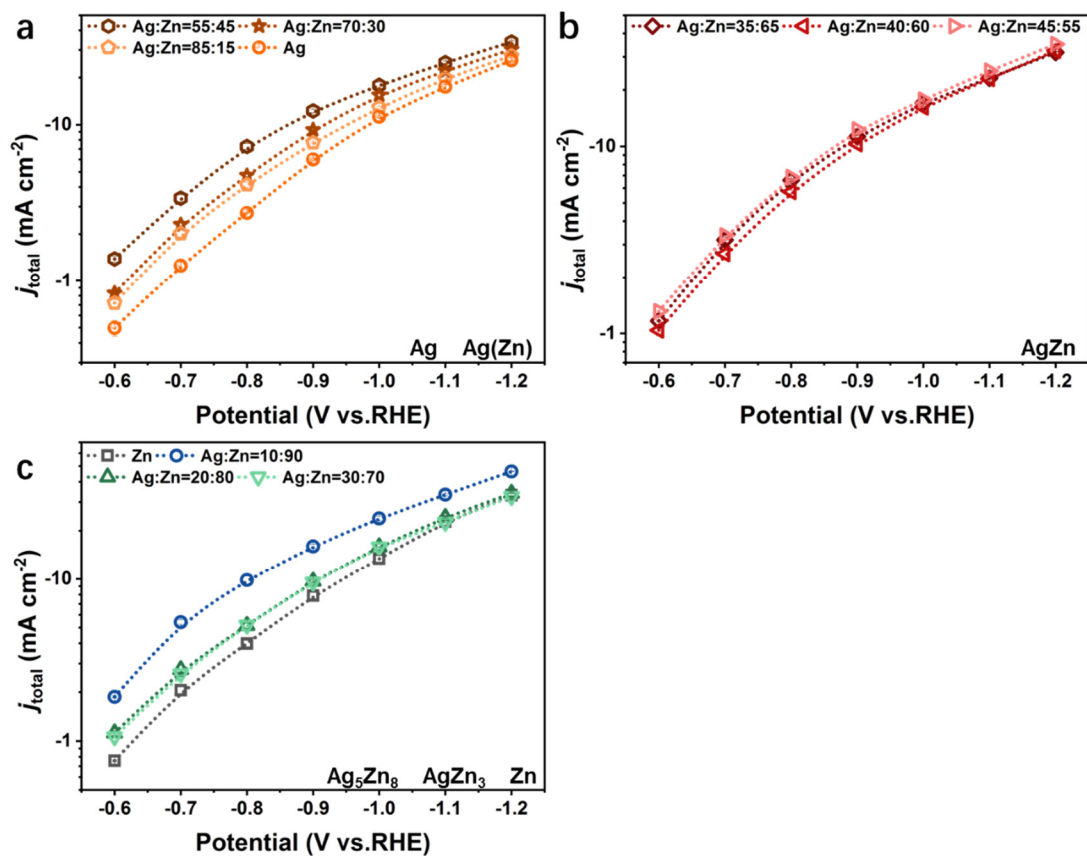 a
Ag:Zn=55:45 Ag:Zn=70:30
Ag:Zn=85:15 Ag
-10
-1
j_total (mA cm⁻²)
Ag Ag(Zn)
-0.6 -0.7 -0.8 -0.9 -1.0 -1.1 -1.2
Potential (V vs.RHE)
b
Ag:Zn=35:65 Ag:Zn=40:60 Ag:Zn=45:55
-10
-1
j_total (mA cm⁻²)
AgZn
-0.6 -0.7 -0.8 -0.9 -1.0 -1.1 -1.2
Potential (V vs.RHE)
c
Zn Ag:Zn=10:90
Ag:Zn=20:80 Ag:Zn=30:70
-10
-1
j_total (mA cm⁻²)
Ag₅Zn₈ AgZn₃ Zn
-0.6 -0.7 -0.8 -0.9 -1.0 -1.1 -1.2
Potential (V vs.RHE)